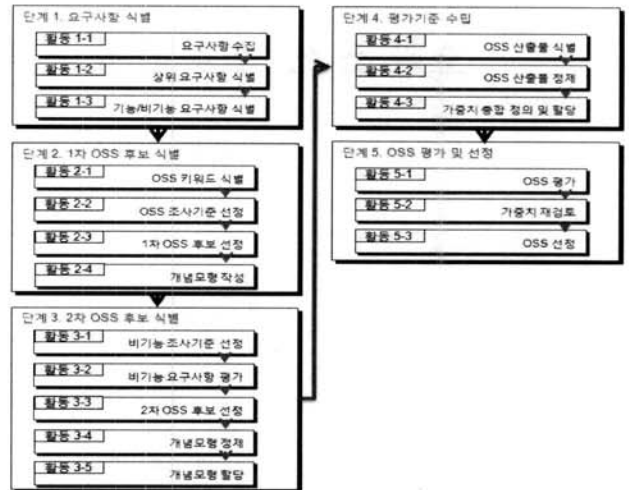 단계 1. 요구사항 식별
활동 1-1
요구사항 수집
활동 1-2
상위 요구사항 식별
활동 1-3
기능/비기능 요구사항 식별
단계 2. 1차 OSS 후보 식별
활동 2-1
OSS 키워드 식별
활동 2-2
OSS 조사기준 선정
활동 2-3
1차 OSS 후보 선정
활동 2-4
개념모형 작성
단계 3. 2차 OSS 후보 식별
활동 3-1
비기능 조사기준 선정
활동 3-2
비기능 요구사항 평가
활동 3-3
2차 OSS 후보 선정
활동 3-4
개념모형 정제
활동 3-5
개념모형 할당
단계 4. 평가기준 수립
활동 4-1
OSS 산출물 식별
활동 4-2
OSS 산출물 정제
활동 4-3
가중치 총합 정의 및 할당
단계 5. OSS 평가 및 선정
활동 5-1
OSS 평가
활동 5-2
가중치 재검토
활동 5-3
OSS 선정